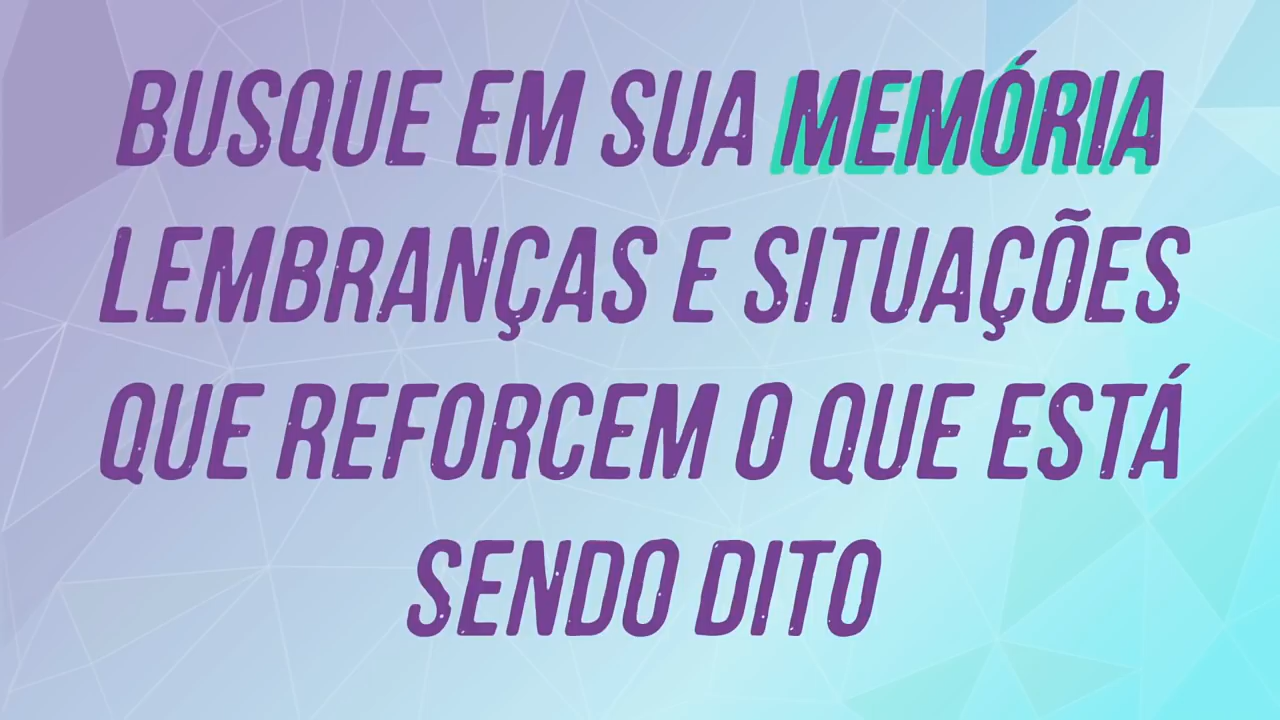 BUSQUE EM SUA MEMÓRIA
LEMBRANÇAS E SITUAÇÕES
QUE REFORCEM O QUE ESTÁ
SENDO DITO